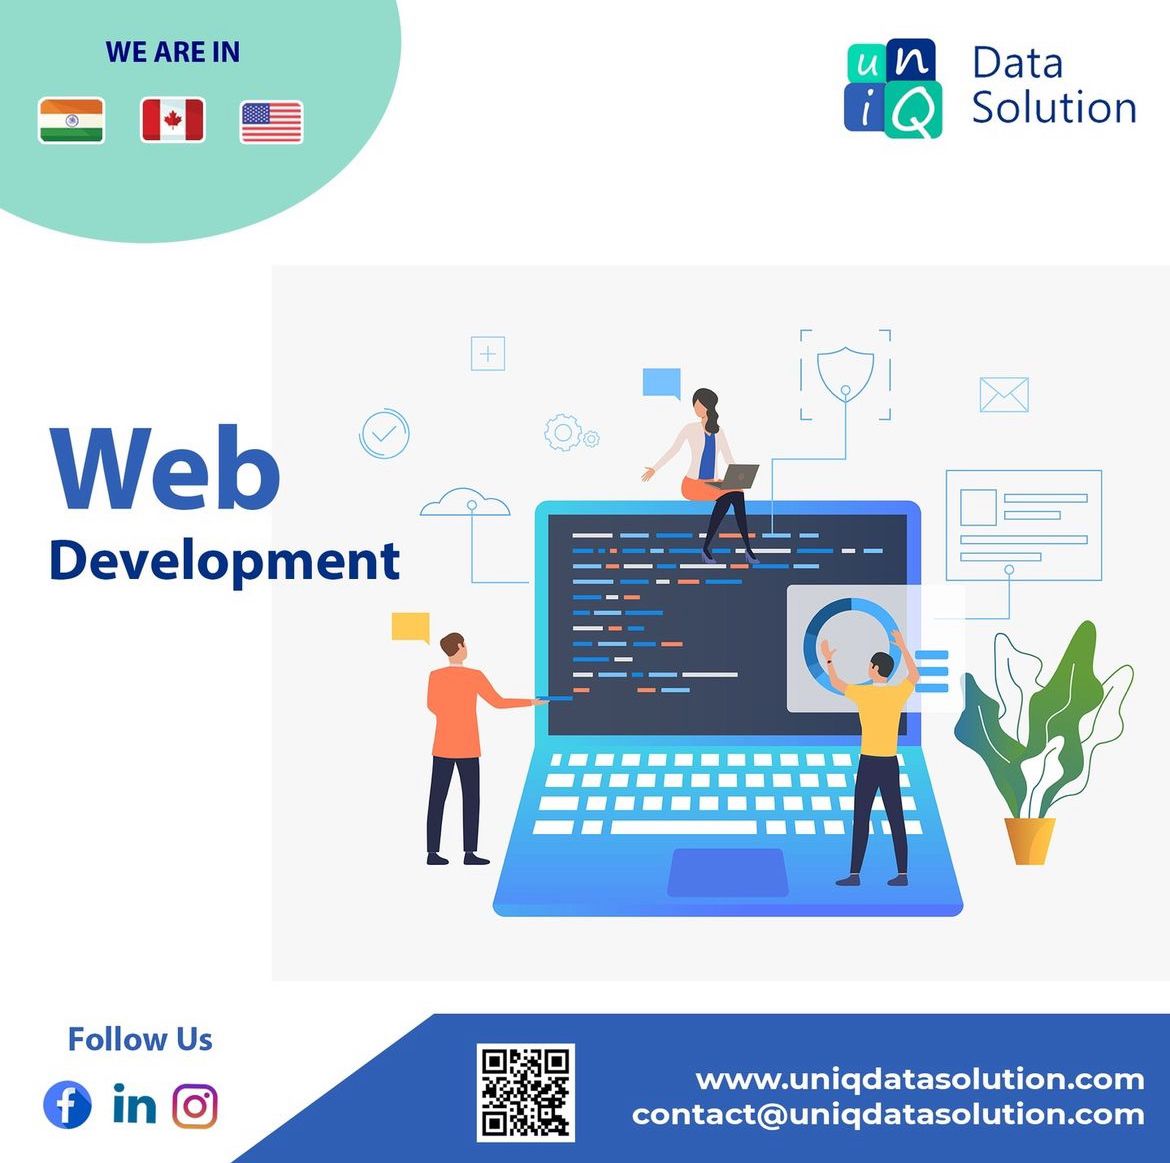 WE ARE IN
un
iQ
Data
Solution
Web
Development
Follow Us
f
in
www.uniqdatasolution.com
contact@uniqdatasolution.com